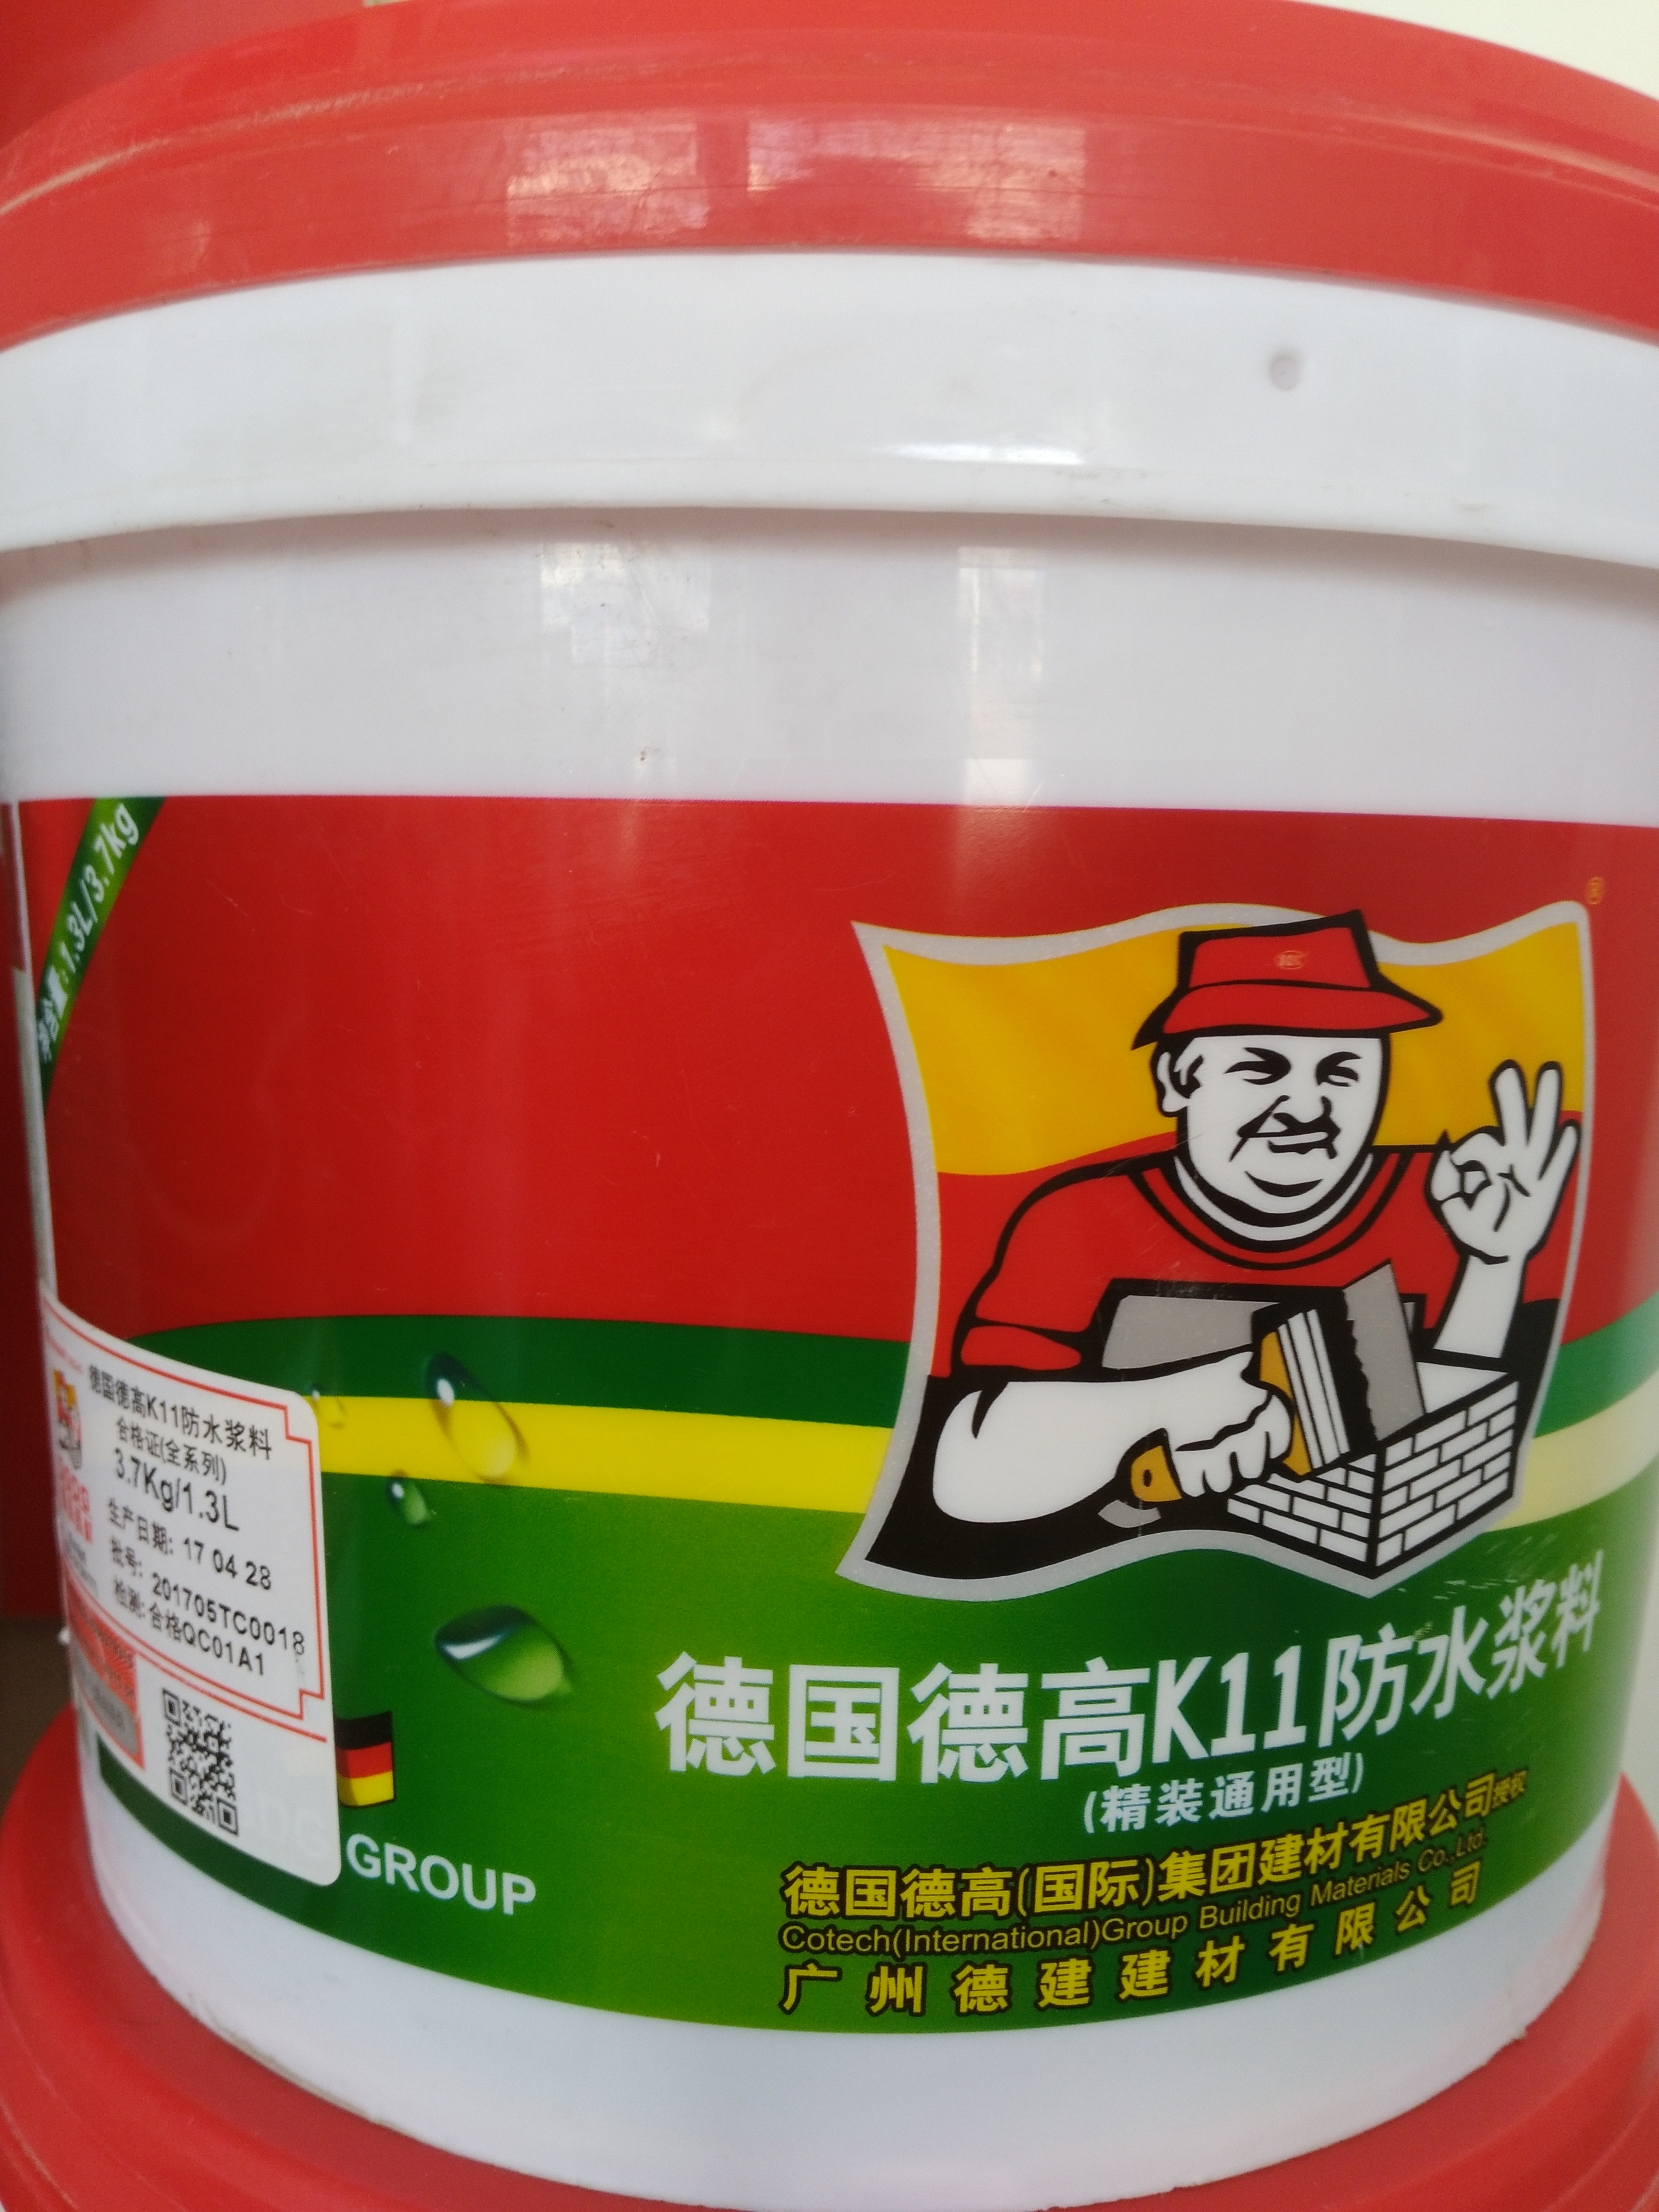 净含量:1.3L/3.7kg
德国德高K11防水浆料
合格证(全系列)
3.7Kg/1.3L
生产日期: 17 04 28
批号: 201705TC0018
检测: 合格QC01A1
GROUP
®
德国德高K11防水浆料
(精装通用型)
德国德高(国际)集团建材有限公司授权
Cotech(International)Group Building Materials Co.,Ltd.
广州德建建材有限公司